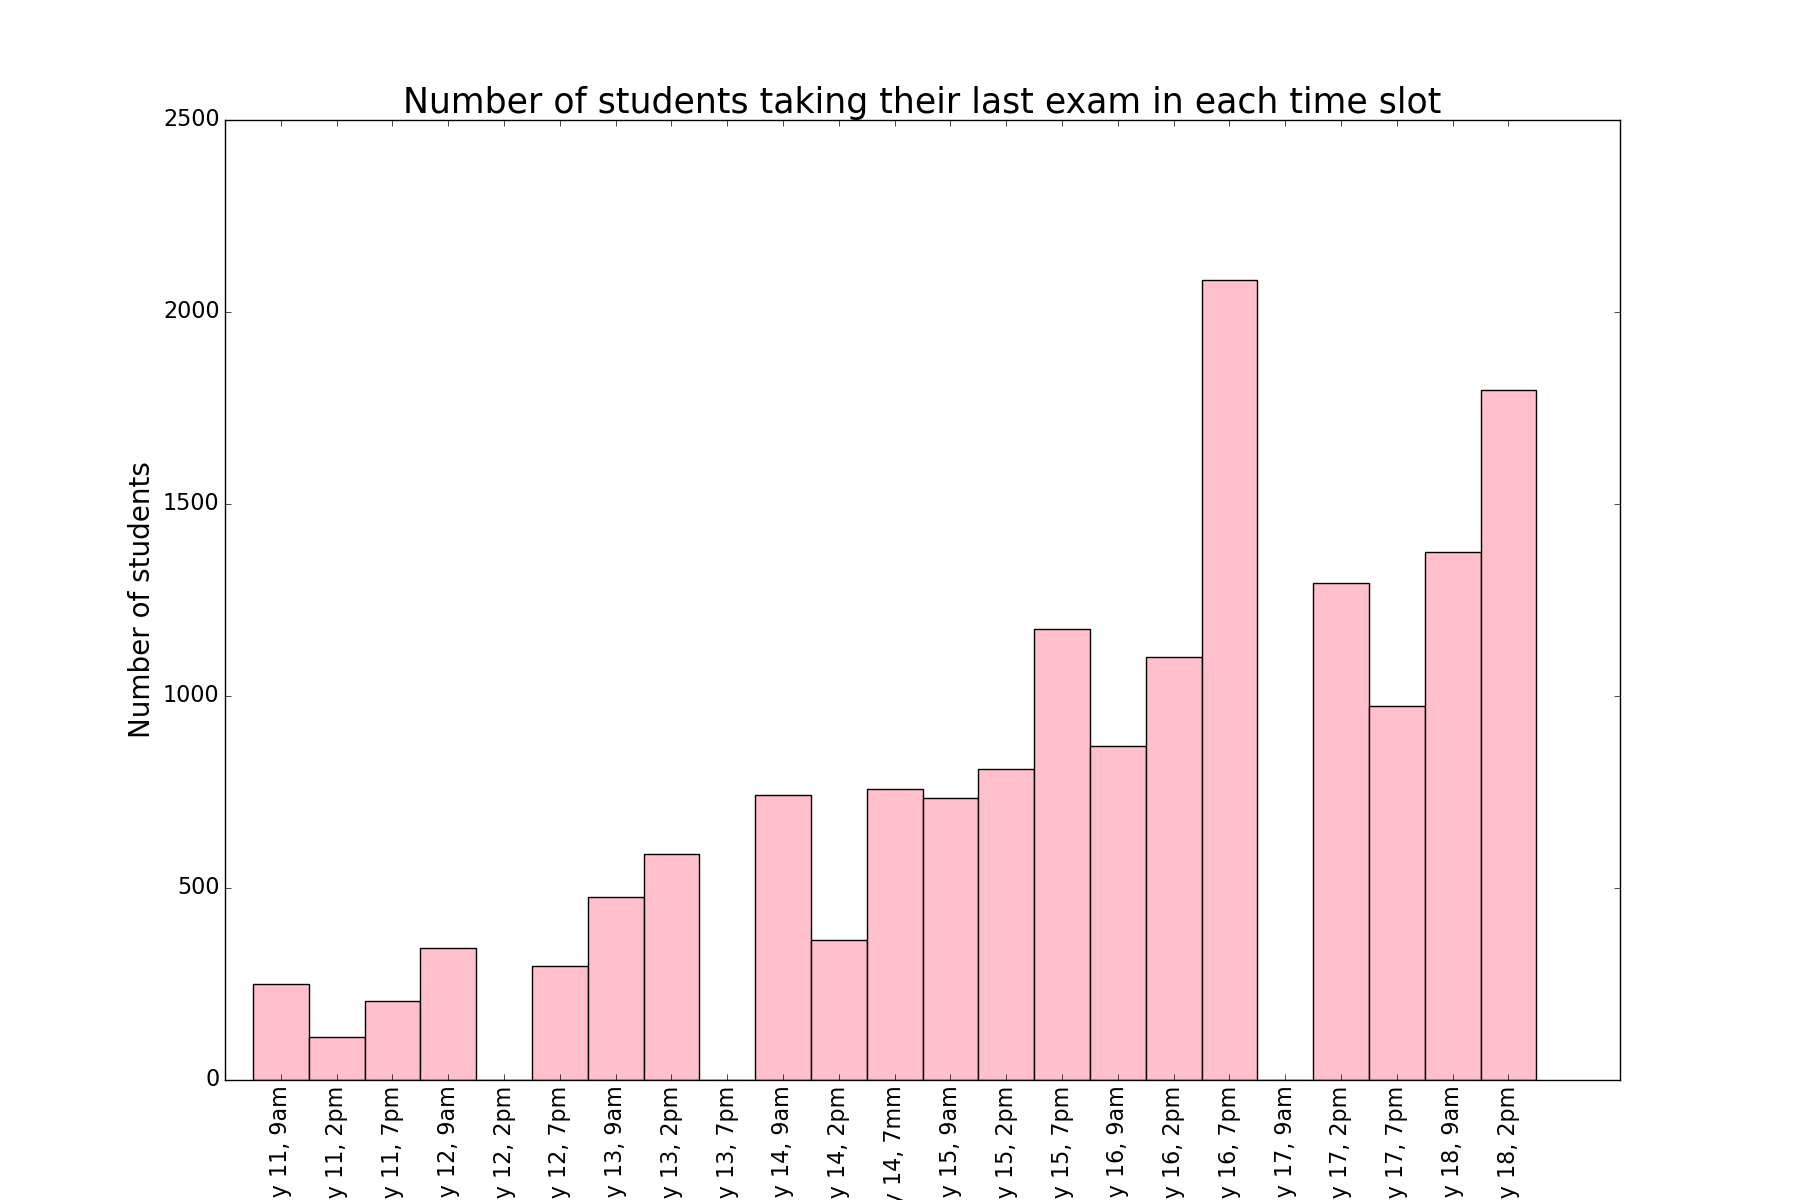 Number of students taking their last exam in each time slot
2500
2000
1500
1000
500
0
Number of students
y 11, 9am
y 11, 2pm
y 11, 7pm
y 12, 9am
y 12, 2pm
y 12, 7pm
y 13, 9am
y 13, 2pm
y 13, 7pm
y 14, 9am
y 14, 2pm
y 14, 7mm
y 15, 9am
y 15, 2pm
y 15, 7pm
y 16, 9am
y 16, 2pm
y 16, 7pm
y 17, 9am
y 17, 2pm
y 17, 7pm
y 18, 9am
y 18, 2pm